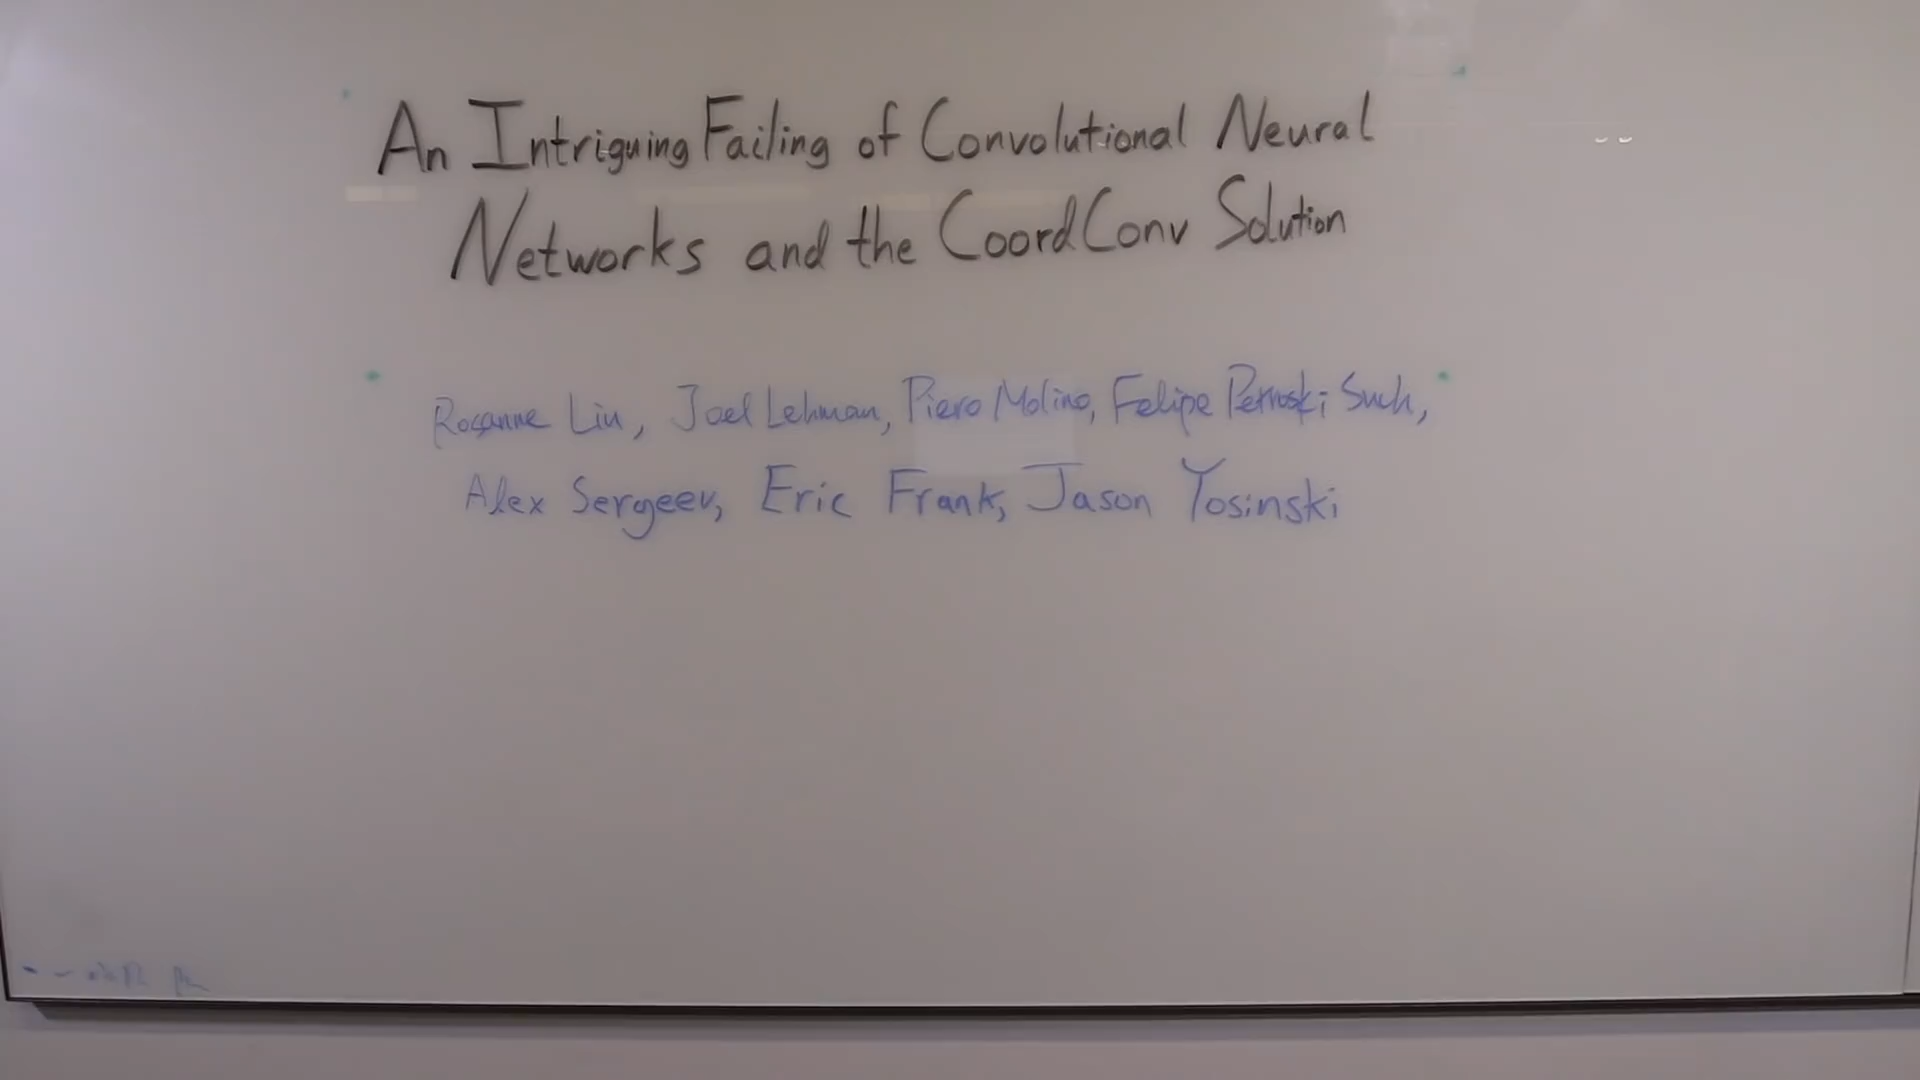 An Intriguing Failing of Convolutional Neural
Networks and the CoordConv Solution
Rosanne Liu, Joel Lehman, Piero Molino, Felipe Petroski Such,
Alex Sergeev, Eric Frank, Jason Yosinski